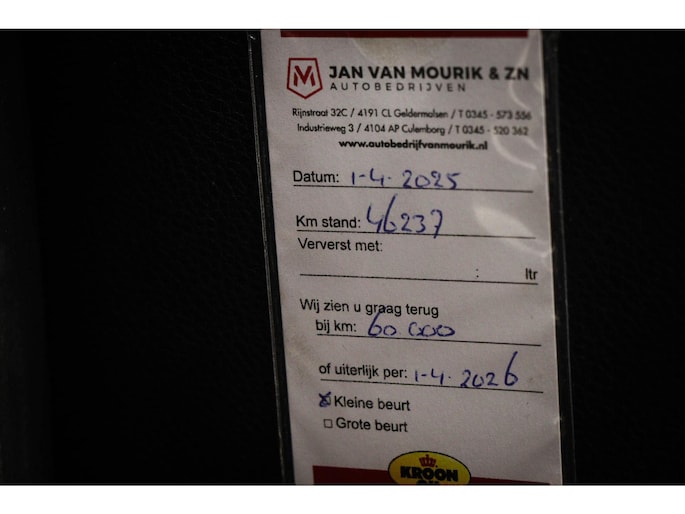 JAN VAN MOURIK & ZN
AUTOBEDRIJVEN
Rijnstraat 32C / 4191 CL Geldermalsen / T 0345 - 573 556
Industrieweg 3 / 4104 AP Culemborg / T 0345 - 520 362
www.autobedrijfvanmourik.nl
Datum: 1-4-2025
Km stand: 46237
Ververst met:
: ltr
Wij zien u graag terug
bij km: 60.000
of uiterlijk per: 1-4-2026
☒ Kleine beurt
☐ Grote beurt
KROON